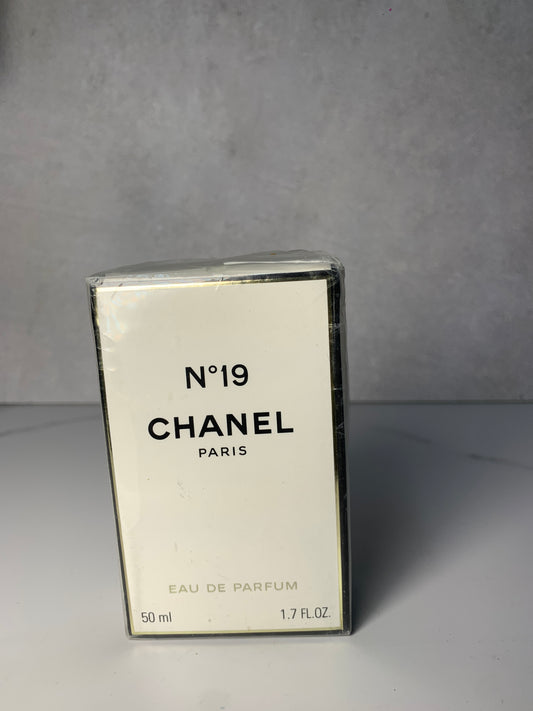 N°19
CHANEL
PARIS
EAU DE PARFUM
50 ml 1.7 FL.OZ.